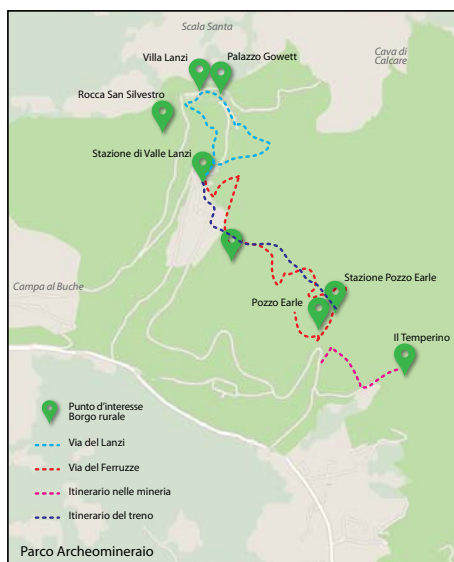 Scala Santa
Villa Lanzi
Palazzo Gowett
Cava di
Calcare
Rocca San Silvestro
Stazione di Valle Lanzi
Stazione Pozzo Earle
Campa al Buche
Pozzo Earle
Il Temperino
Punto d'interesse
Borgo rurale
Via del Lanzi
Via del Ferruzze
Itinerario nelle mineria
Itinerario del treno
Parco Archeomineraio